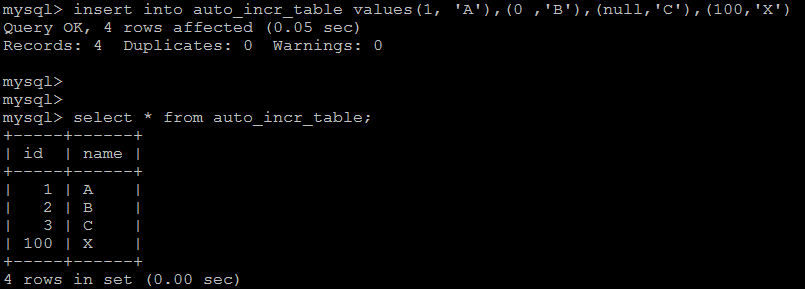 mysql> insert into auto_incr_table values(1, 'A'),(0 ,'B'),(null,'C'),(100,'X')
Query OK, 4 rows affected (0.05 sec)
Records: 4  Duplicates: 0  Warnings: 0
mysql>
mysql>
mysql> select * from auto_incr_table;
+-----+------+
| id  | name |
+-----+------+
|   1 | A    |
|   2 | B    |
|   3 | C    |
| 100 | X    |
+-----+------+
4 rows in set (0.00 sec)